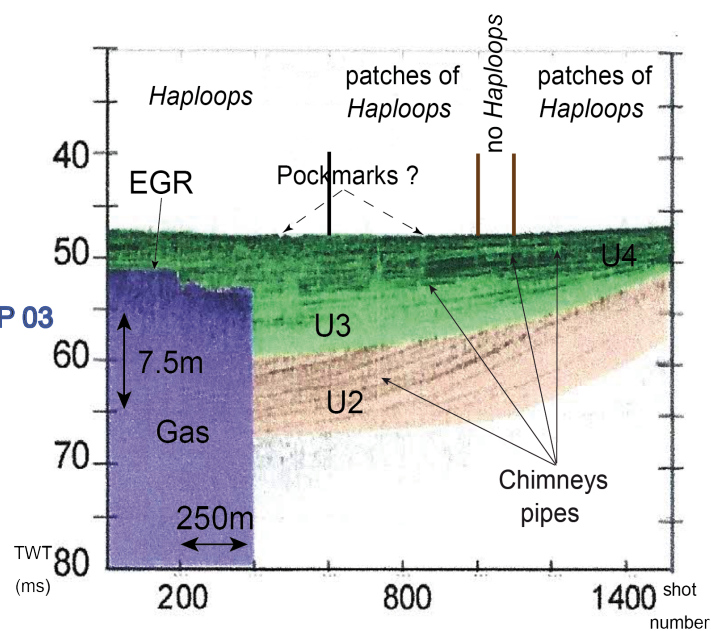 Haploops
patches of
Haploops
no Haploops
patches of
Haploops
40
EGR
Pockmarks ?
50
U4
P 03
U3
60
7.5m
U2
Gas
70
Chimneys
pipes
250m
TWT
(ms)
80
200
800
1400
shot
number